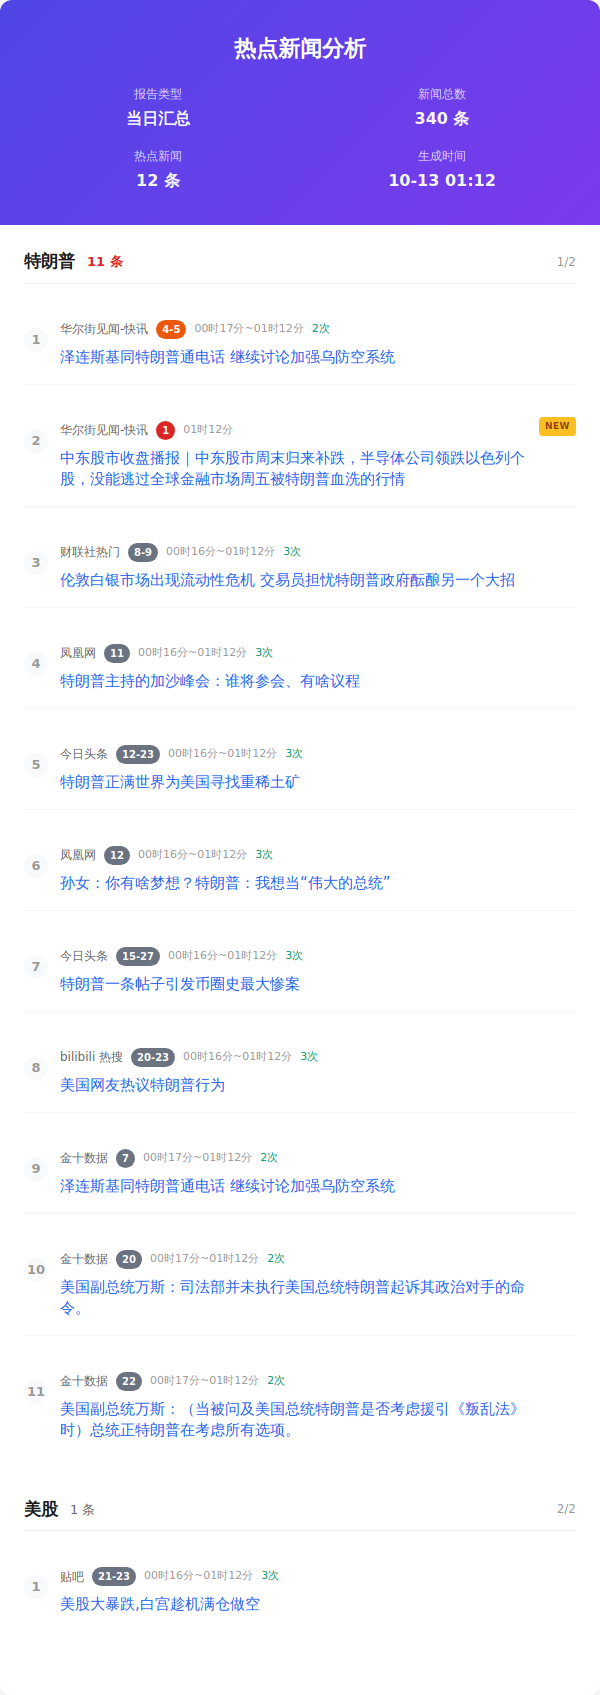 热点新闻分析
报告类型
当日汇总
新闻总数
340 条
热点新闻
12 条
生成时间
10-13 01:12
特朗普 11 条 1/2
1 华尔街见闻-快讯 4-5 00时17分~01时12分 2次
泽连斯基同特朗普通电话 继续讨论加强乌防空系统
2 华尔街见闻-快讯 1 01时12分 NEW
中东股市收盘播报｜中东股市周末归来补跌，半导体公司领跌以色列个
股，没能逃过全球金融市场周五被特朗普血洗的行情
3 财联社热门 8-9 00时16分~01时12分 3次
伦敦白银市场出现流动性危机 交易员担忧特朗普政府酝酿另一个大招
4 凤凰网 11 00时16分~01时12分 3次
特朗普主持的加沙峰会：谁将参会、有啥议程
5 今日头条 12-23 00时16分~01时12分 3次
特朗普正满世界为美国寻找重稀土矿
6 凤凰网 12 00时16分~01时12分 3次
孙女：你有啥梦想？特朗普：我想当“伟大的总统”
7 今日头条 15-27 00时16分~01时12分 3次
特朗普一条帖子引发币圈史最大惨案
8 bilibili 热搜 20-23 00时16分~01时12分 3次
美国网友热议特朗普行为
9 金十数据 7 00时17分~01时12分 2次
泽连斯基同特朗普通电话 继续讨论加强乌防空系统
10 金十数据 20 00时17分~01时12分 2次
美国副总统万斯：司法部并未执行美国总统特朗普起诉其政治对手的命
令。
11 金十数据 22 00时17分~01时12分 2次
美国副总统万斯：（当被问及美国总统特朗普是否考虑援引《叛乱法》
时）总统正特朗普在考虑所有选项。
美股 1 条 2/2
1 贴吧 21-23 00时16分~01时12分 3次
美股大暴跌,白宫趁机满仓做空